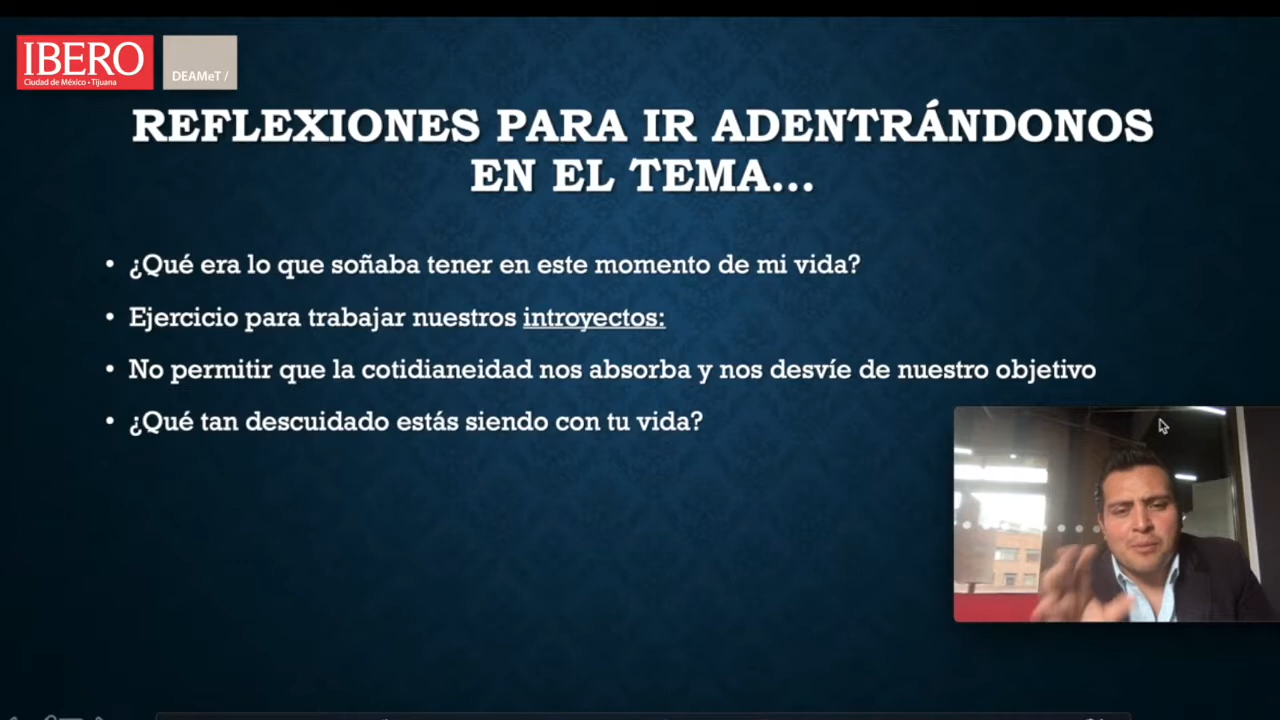 IBERO
Ciudad de México • Tijuana
DEAMeT /
REFLEXIONES PARA IR ADENTRÁNDONOS
EN EL TEMA...
• ¿Qué era lo que soñaba tener en este momento de mi vida?
• Ejercicio para trabajar nuestros introyectos:
• No permitir que la cotidianeidad nos absorba y nos desvíe de nuestro objetivo
• ¿Qué tan descuidado estás siendo con tu vida?